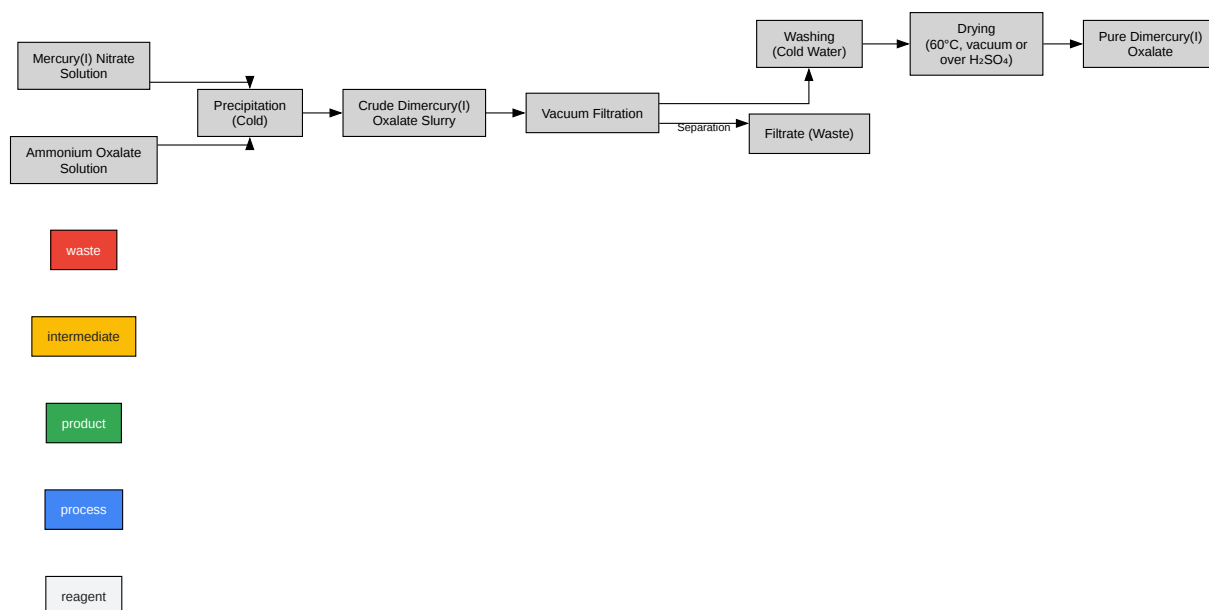 Mercury(I) Nitrate
Solution
Ammonium Oxalate
Solution
Precipitation
(Cold)
Crude Dimercury(I)
Oxalate Slurry
Vacuum Filtration
Separation
Washing
(Cold Water)
Filtrate (Waste)
Drying
(60°C, vacuum or
over H₂SO₄)
Pure Dimercury(I)
Oxalate
waste
intermediate
product
process
reagent